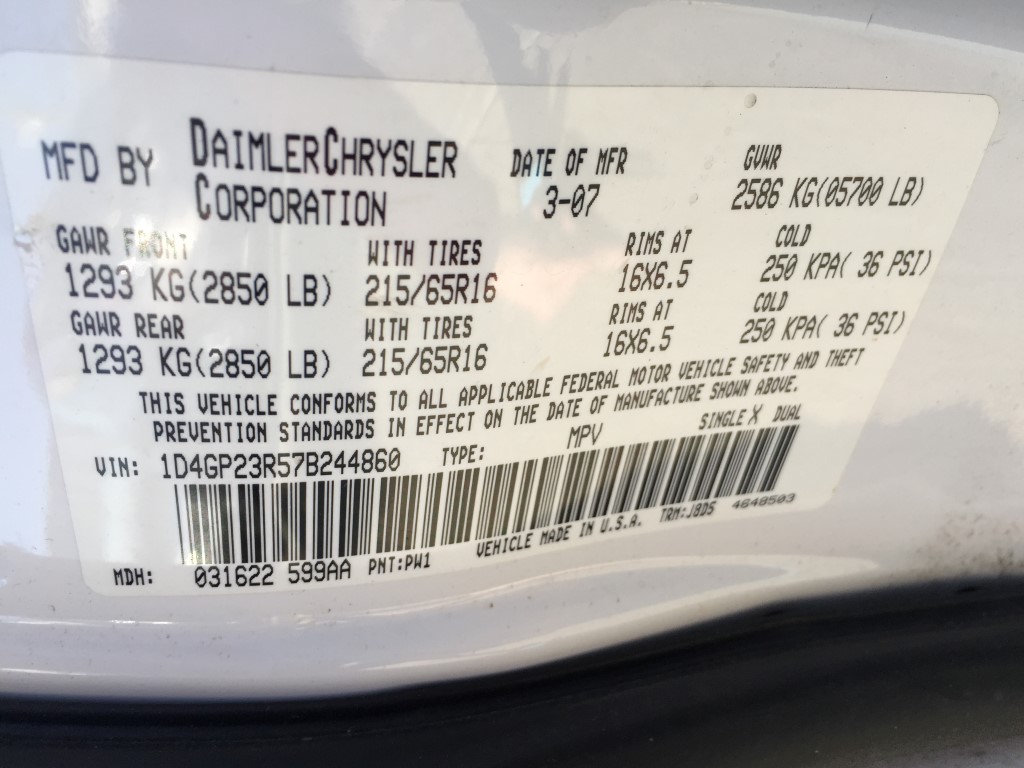 MFD BY DAIMLERCHRYSLER CORPORATION DATE OF MFR 3-07 GVWR 2586 KG(05700 LB)
GAWR FRONT WITH TIRES RIMS AT COLD
1293 KG(2850 LB) 215/65R16 16X6.5 250 KPA( 36 PSI)
GAWR REAR WITH TIRES RIMS AT COLD
1293 KG(2850 LB) 215/65R16 16X6.5 250 KPA( 36 PSI)
THIS VEHICLE CONFORMS TO ALL APPLICABLE FEDERAL MOTOR VEHICLE SAFETY AND THEFT
PREVENTION STANDARDS IN EFFECT ON THE DATE OF MANUFACTURE SHOWN ABOVE.
VIN: 1D4GP23R57B244860 TYPE: MPV SINGLE X DUAL
VEHICLE MADE IN U.S.A. TRM:J8D5 4648503
MDH: 031622 599AA PNT:PW1